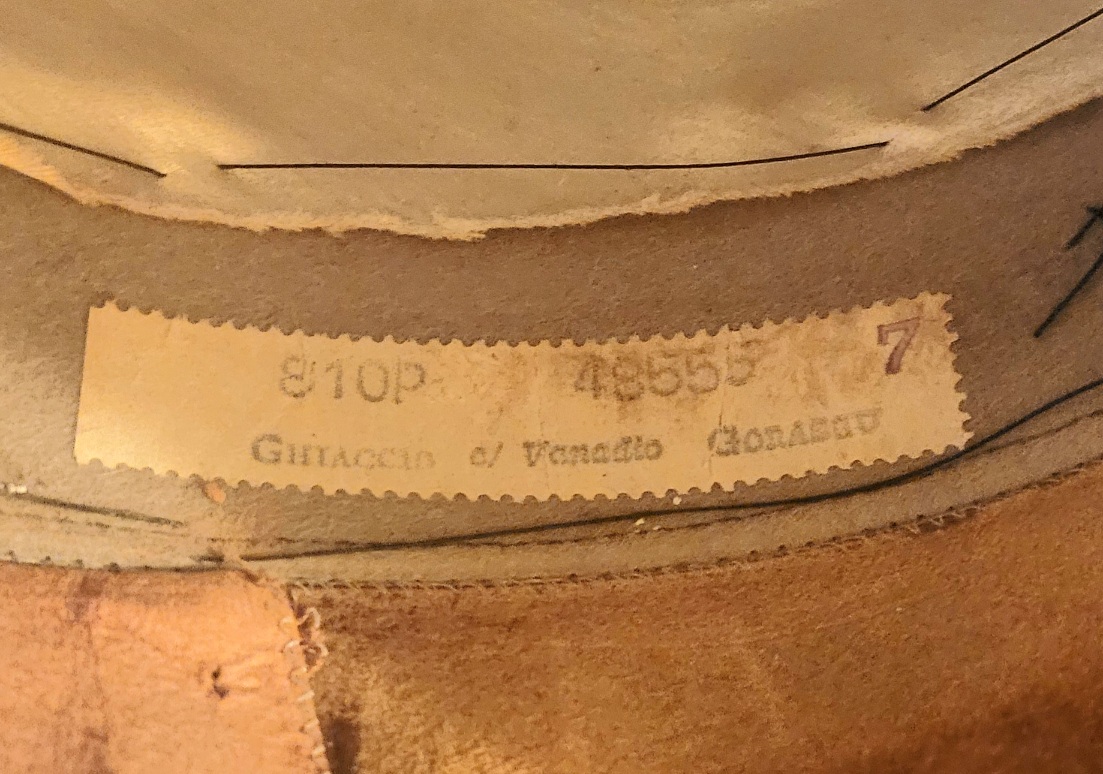 810P 48555 7
Ghiaccio c/ Vanadio